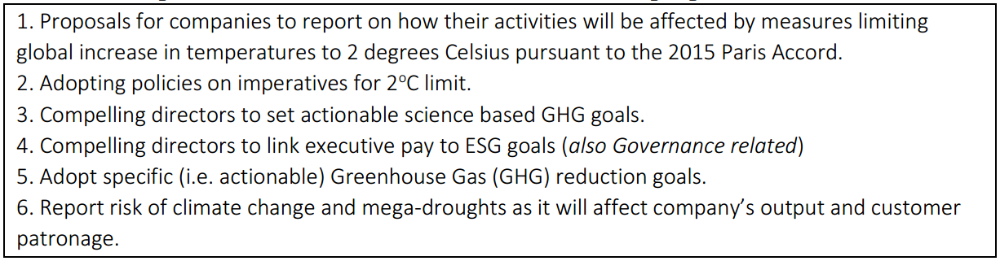 1. Proposals for companies to report on how their activities will be affected by measures limiting
global increase in temperatures to 2 degrees Celsius pursuant to the 2015 Paris Accord.
2. Adopting policies on imperatives for 2°C limit.
3. Compelling directors to set actionable science based GHG goals.
4. Compelling directors to link executive pay to ESG goals (also Governance related)
5. Adopt specific (i.e. actionable) Greenhouse Gas (GHG) reduction goals.
6. Report risk of climate change and mega-droughts as it will affect company’s output and customer
patronage.